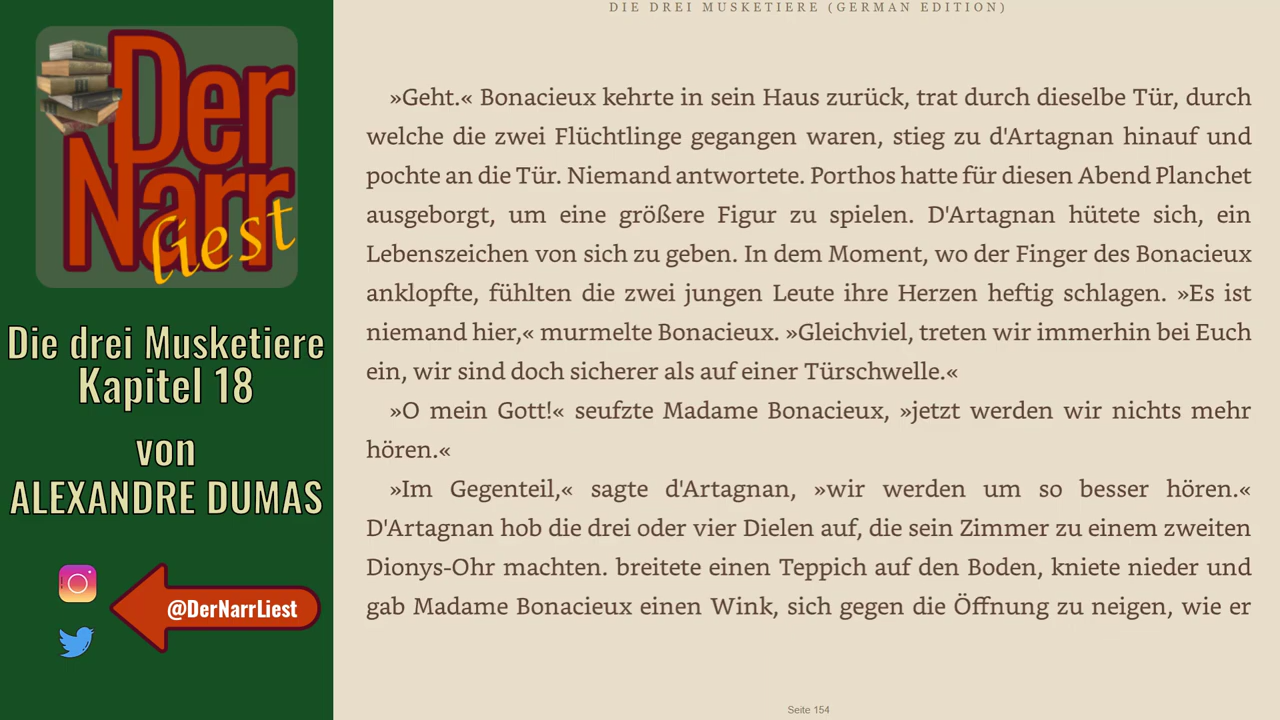 Der
Narr
liest
Die drei Musketiere
Kapitel 18
von
ALEXANDRE DUMAS
@DerNarrLiest
DIE DREI MUSKETIERE (GERMAN EDITION)
»Geht.« Bonacieux kehrte in sein Haus zurück, trat durch dieselbe Tür, durch
welche die zwei Flüchtlinge gegangen waren, stieg zu d'Artagnan hinauf und
pochte an die Tür. Niemand antwortete. Porthos hatte für diesen Abend Planchet
ausgeborgt, um eine größere Figur zu spielen. D'Artagnan hütete sich, ein
Lebenszeichen von sich zu geben. In dem Moment, wo der Finger des Bonacieux
anklopfte, fühlten die zwei jungen Leute ihre Herzen heftig schlagen. »Es ist
niemand hier,« murmelte Bonacieux. »Gleichviel, treten wir immerhin bei Euch
ein, wir sind doch sicherer als auf einer Türschwelle.«
»O mein Gott!« seufzte Madame Bonacieux, »jetzt werden wir nichts mehr
hören.«
»Im Gegenteil,« sagte d'Artagnan, »wir werden um so besser hören.«
D'Artagnan hob die drei oder vier Dielen auf, die sein Zimmer zu einem zweiten
Dionys-Ohr machten. breitete einen Teppich auf den Boden, kniete nieder und
gab Madame Bonacieux einen Wink, sich gegen die Öffnung zu neigen, wie er
Seite 154